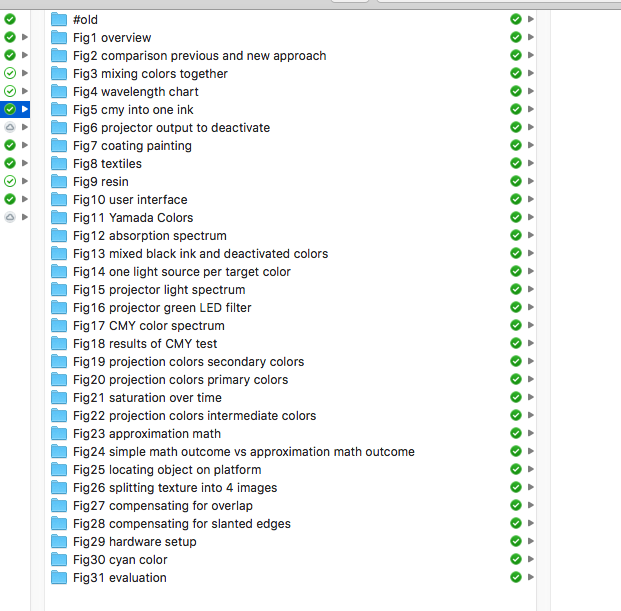 #old
Fig1 overview
Fig2 comparison previous and new approach
Fig3 mixing colors together
Fig4 wavelength chart
Fig5 cmy into one ink
Fig6 projector output to deactivate
Fig7 coating painting
Fig8 textiles
Fig9 resin
Fig10 user interface
Fig11 Yamada Colors
Fig12 absorption spectrum
Fig13 mixed black ink and deactivated colors
Fig14 one light source per target color
Fig15 projector light spectrum
Fig16 projector green LED filter
Fig17 CMY color spectrum
Fig18 results of CMY test
Fig19 projection colors secondary colors
Fig20 projection colors primary colors
Fig21 saturation over time
Fig22 projection colors intermediate colors
Fig23 approximation math
Fig24 simple math outcome vs approximation math outcome
Fig25 locating object on platform
Fig26 splitting texture into 4 images
Fig27 compensating for overlap
Fig28 compensating for slanted edges
Fig29 hardware setup
Fig30 cyan color
Fig31 evaluation